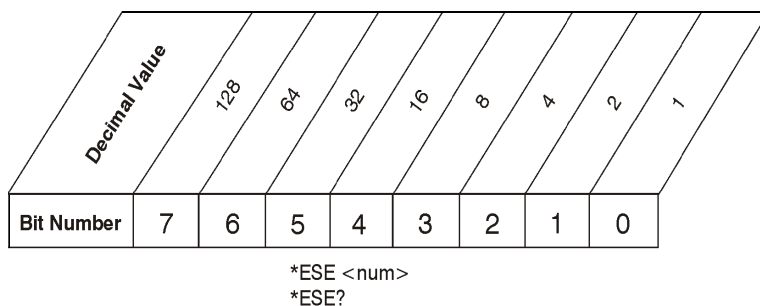 Decimal Value 128 64 32 16 8 4 2 1
Bit Number 7 6 5 4 3 2 1 0
*ESE <num>
*ESE?